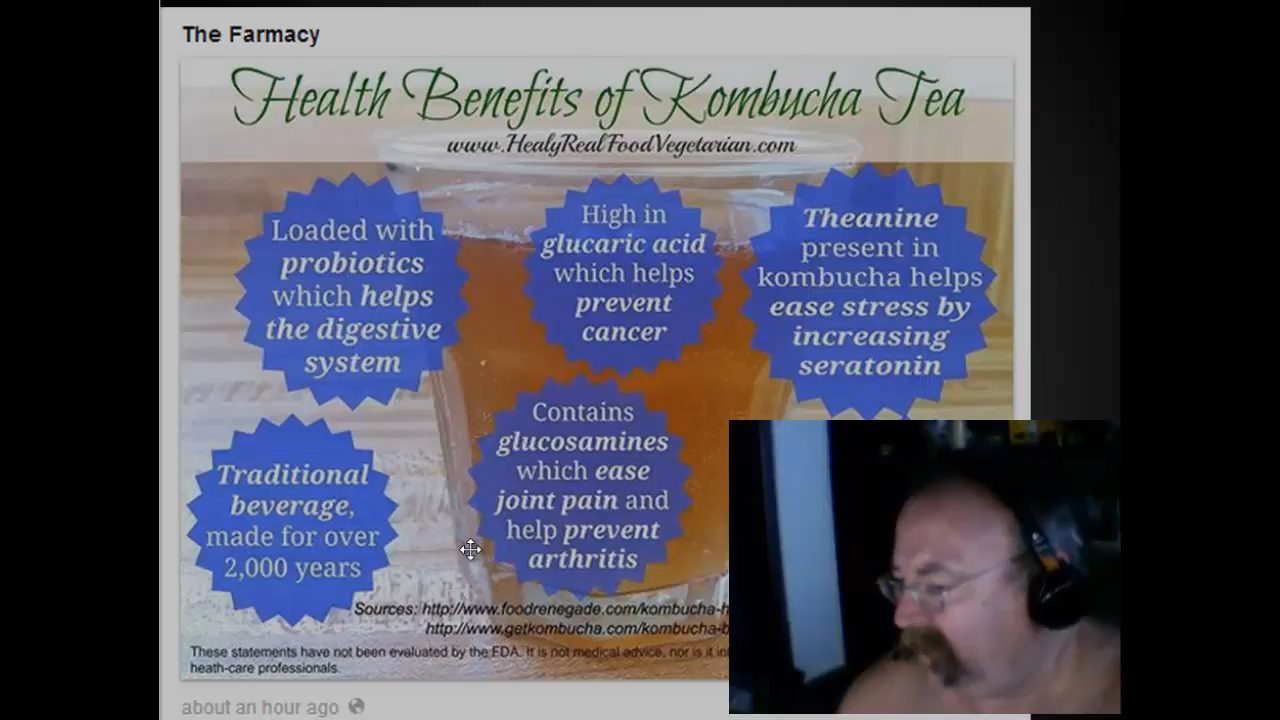 The Farmacy
Health Benefits of Kombucha Tea
www.HealyRealFoodVegetarian.com
Loaded with
probiotics
which helps
the digestive
system
High in
glucaric acid
which helps
prevent
cancer
Theanine
present in
kombucha helps
ease stress by
increasing
seratonin
Traditional
beverage,
made for over
2,000 years
Contains
glucosamines
which ease
joint pain and
help prevent
arthritis
Sources: http://www.foodrenegade.com/kombucha-h
http://www.getkombucha.com/kombucha-b
These statements have not been evaluated by the EDA. It is not medical advice, nor is it in
heath-care professionals.
about an hour ago